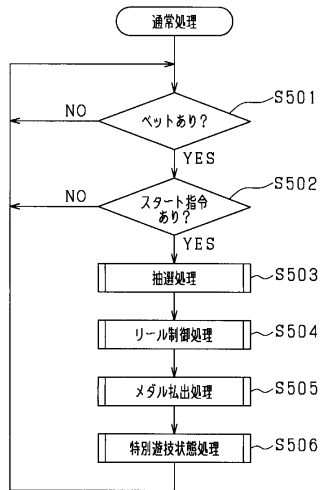 通常処理
S501
ベットあり?
NO
YES
S502
スタート指令
あり?
NO
YES
抽選処理
S503
リール制御処理
S504
メダル払出処理
S505
特別遊技状態処理
S506